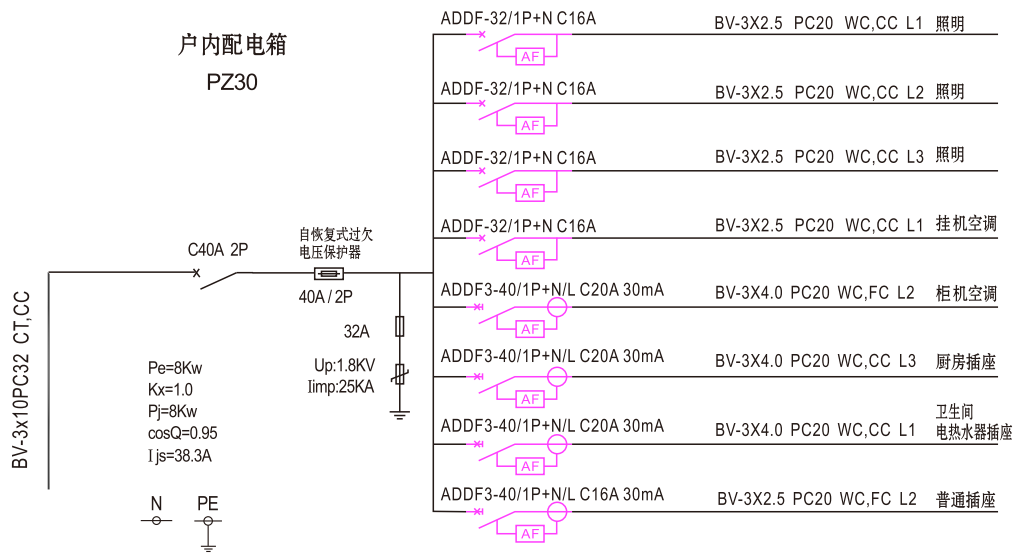 户内配电箱
PZ30
BV-3x10PC32 CT,CC
C40A 2P
自恢复式过欠
电压保护器
40A / 2P
32A
Up:1.8KV
Iimp:25KA
Pe=8Kw
Kx=1.0
Pj=8Kw
cosQ=0.95
Ijs=38.3A
N PE
ADDF-32/1P+N C16A BV-3X2.5 PC20 WC,CC L1 照明
AF
ADDF-32/1P+N C16A BV-3X2.5 PC20 WC,CC L2 照明
AF
ADDF-32/1P+N C16A BV-3X2.5 PC20 WC,CC L3 照明
AF
ADDF-32/1P+N C16A BV-3X2.5 PC20 WC,CC L1 挂机空调
AF
ADDF3-40/1P+N/L C20A 30mA BV-3X4.0 PC20 WC,FC L2 柜机空调
AF
ADDF3-40/1P+N/L C20A 30mA BV-3X4.0 PC20 WC,CC L3 厨房插座
AF
ADDF3-40/1P+N/L C20A 30mA BV-3X4.0 PC20 WC,CC L1 卫生间
电热水器插座
AF
ADDF3-40/1P+N/L C16A 30mA BV-3X2.5 PC20 WC,FC L2 普通插座
AF